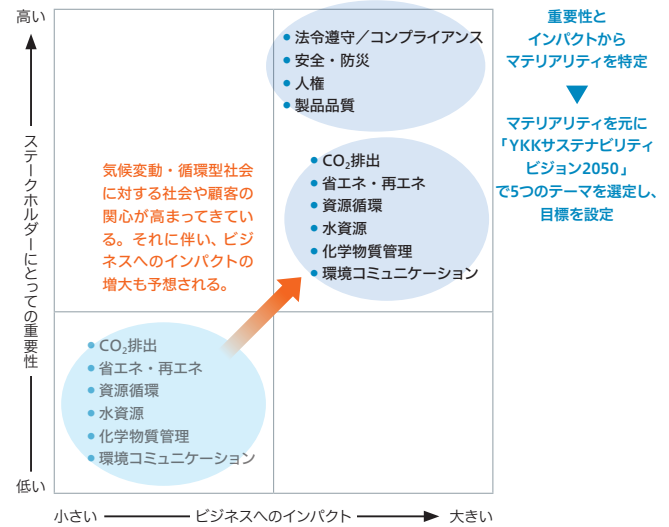 高い
ステークホルダーにとっての重要性
低い
● 法令遵守／コンプライアンス
● 安全・防災
● 人権
● 製品品質
気候変動・循環型社会
に対する社会や顧客の
関心が高まってきてい
る。それに伴い、ビジ
ネスへのインパクトの
増大も予想される。
● CO₂排出
● 省エネ・再エネ
● 資源循環
● 水資源
● 化学物質管理
● 環境コミュニケーション
● CO₂排出
● 省エネ・再エネ
● 資源循環
● 水資源
● 化学物質管理
● 環境コミュニケーション
小さい
ビジネスへのインパクト
大きい
重要性と
インパクトから
マテリアリティを特定
マテリアリティを元に
「YKKサステナビリティ
ビジョン2050」
で5つのテーマを選定し、
目標を設定